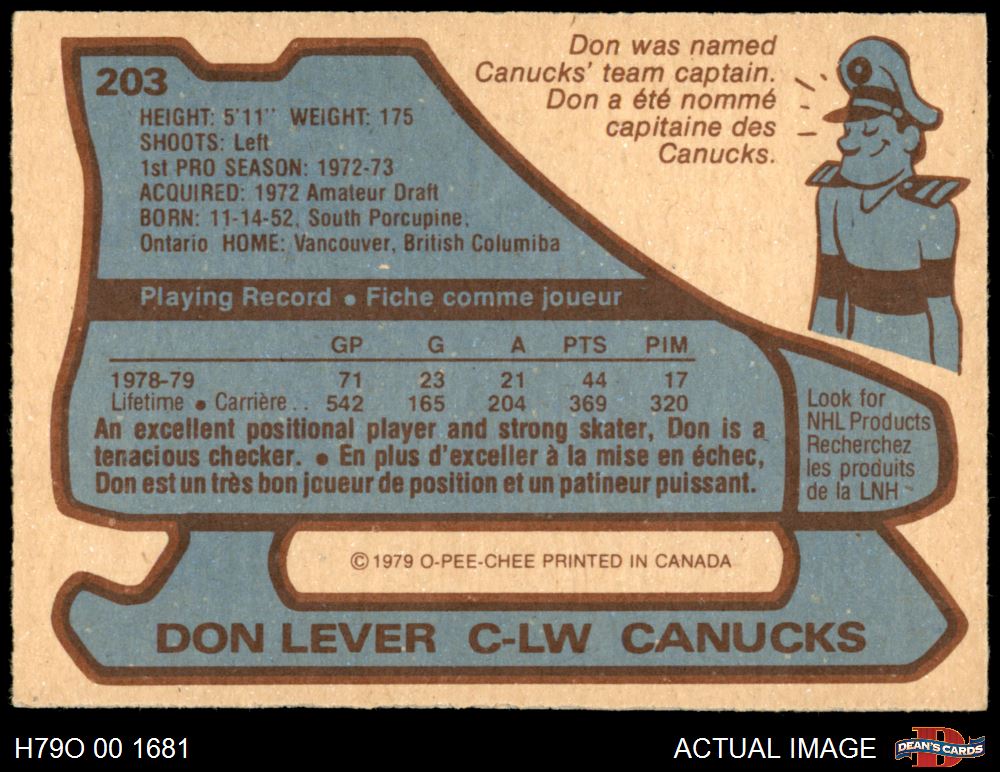 203
HEIGHT: 5'11" WEIGHT: 175
SHOOTS: Left
1st PRO SEASON: 1972-73
ACQUIRED: 1972 Amateur Draft
BORN: 11-14-52, South Porcupine,
Ontario HOME: Vancouver, British Columiba
Don was named
Canucks' team captain.
Don a été nommé
capitaine des
Canucks.
Playing Record • Fiche comme joueur
GP G A PTS PIM
1978-79 71 23 21 44 17
Lifetime • Carrière.. 542 165 204 369 320
An excellent positional player and strong skater, Don is a
tenacious checker. • En plus d'exceller à la mise en échec,
Don est un très bon joueur de position et un patineur puissant.
Look for
NHL Products
Recherchez
les produits
de la LNH
© 1979 O-PEE-CHEE PRINTED IN CANADA
DON LEVER C-LW CANUCKS
H79O 00 1681
ACTUAL IMAGE
D
DEAN'S CARDS